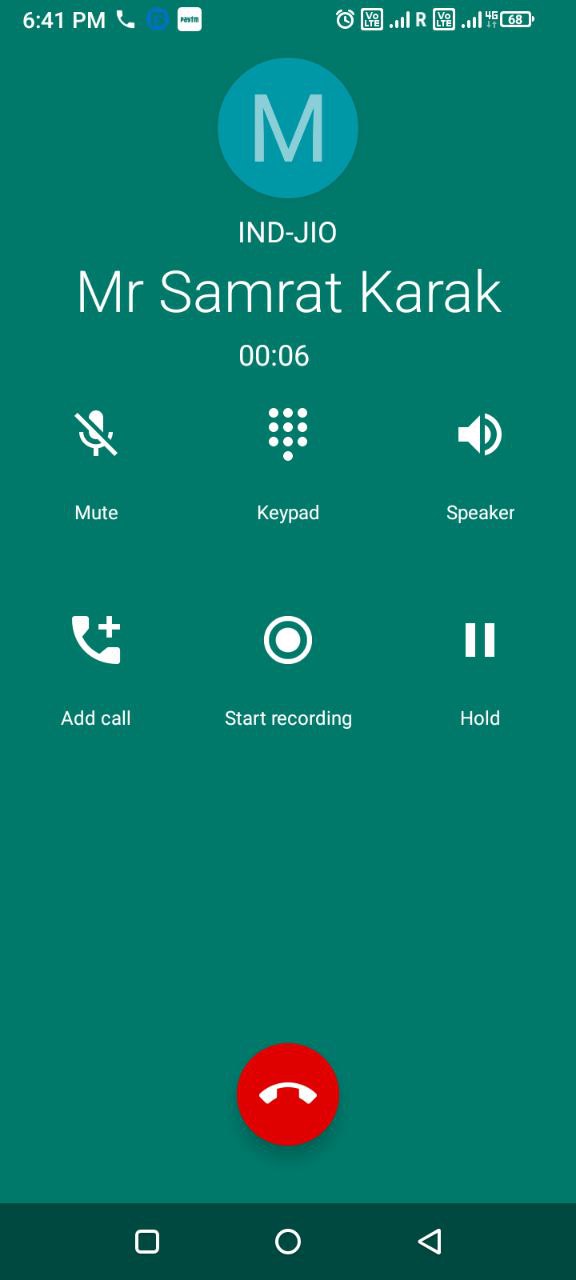 6:41 PM paytm Vo LTE R Vo LTE 4G 68
M
IND-JIO
Mr Samrat Karak
00:06
Mute Keypad Speaker
Add call Start recording Hold